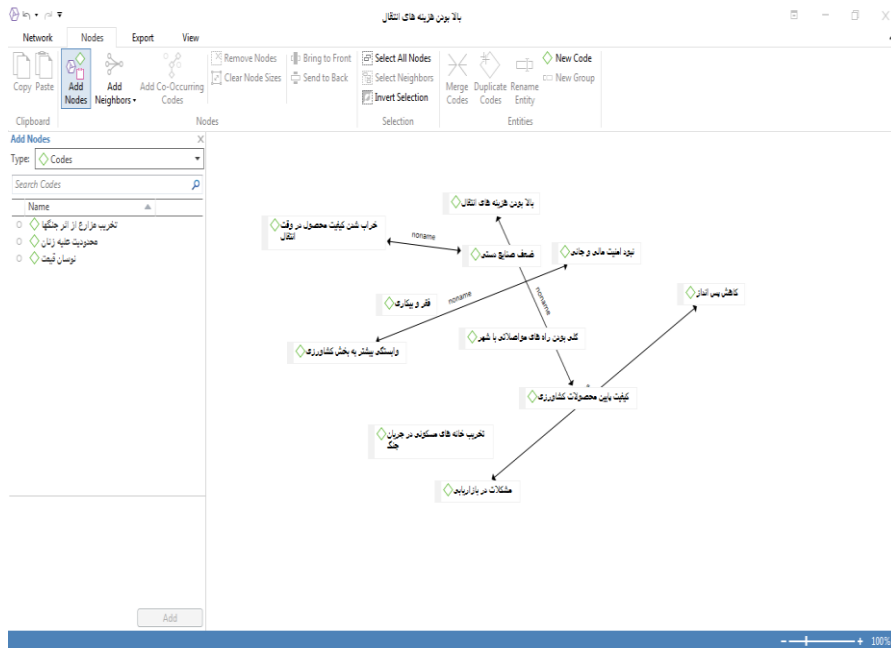 بالا بودن هزینه های انتقال
Network Nodes Export View
Copy Paste
Add Nodes
Add Neighbors
Add Co-Occurring Codes
Remove Nodes
Clear Node Sizes
Bring to Front
Send to Back
Select All Nodes
Select Neighbors
Invert Selection
Merge Codes
Duplicate Codes
Rename Entity
New Code
New Group
Clipboard Nodes Selection Entities
Add Nodes
Type: Codes
Search Codes
Name
تخریب مزارع از اثر جنگها
محدودیت علیه زنان
نوسان قیمت
Add
بالا بودن هزینه های انتقال
خراب شدن کیفیت محصول در وقت
انتقال
noname
ضعف صنایع دستی
نبود امنیت مالی و جانی
noname
noname
کاهش پس انداز
فقر و بیکاری
وابستگی بیشتر به بخش کشاورزی
کلی بودن راه های مواصلاتی با شهر
کیفیت پایین محصولات کشاورزی
تخریب خانه های مسکونی در جریان
جنگ
مشکلات در بازاریابی
100%